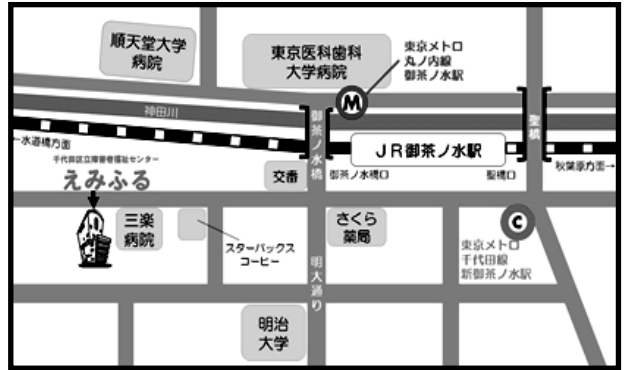 順天堂大学
病院
東京医科歯科
大学病院
東京メトロ
丸ノ内線
御茶ノ水駅
M
神田川
御茶ノ水橋
聖橋
←水道橋方面
JR御茶ノ水駅
秋葉原方面→
千代田区立障害者福祉センター
えみふる
交番
御茶ノ水橋口
聖橋口
三楽
病院
スターバックス
コーヒー
さくら
薬局
C
東京メトロ
千代田線
新御茶ノ水駅
明大通り
明治
大学